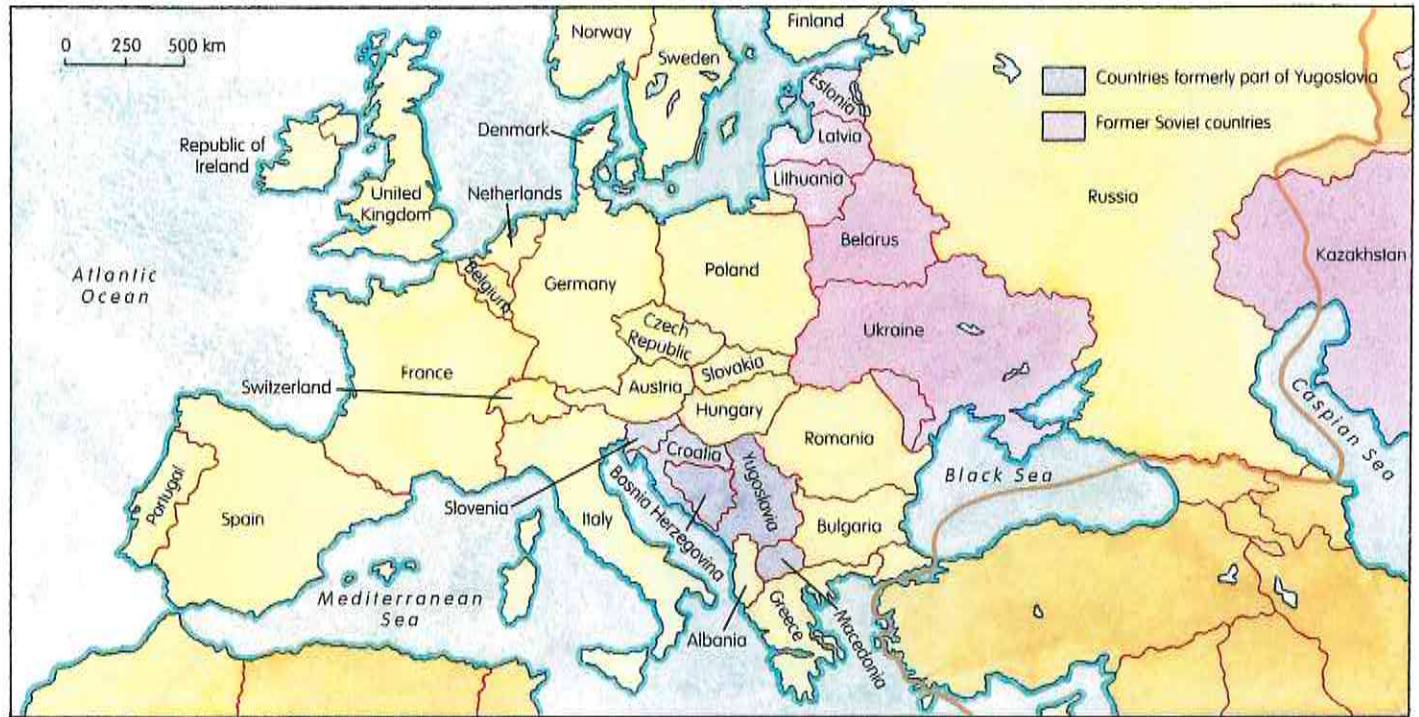 0 250 500 km
Norway
Sweden
Finland
Countries formerly part of Yugoslavia
Former Soviet countries
Estonia
Latvia
Lithuania
Denmark
Republic of
Ireland
United
Kingdom
Netherlands
Russia
Belarus
Kazakhstan
Atlantic
Ocean
Belgium
Germany
Poland
Ukraine
Czech
Republic
Slovakia
France
Switzerland
Austria
Hungary
Romania
Caspian Sea
Croalia
Yugoslavia
Black Sea
Portugal
Spain
Slovenia
Italy
Bosnia Herzegovina
Bulgaria
Mediterranean
Sea
Albania
Greece
Macedonia